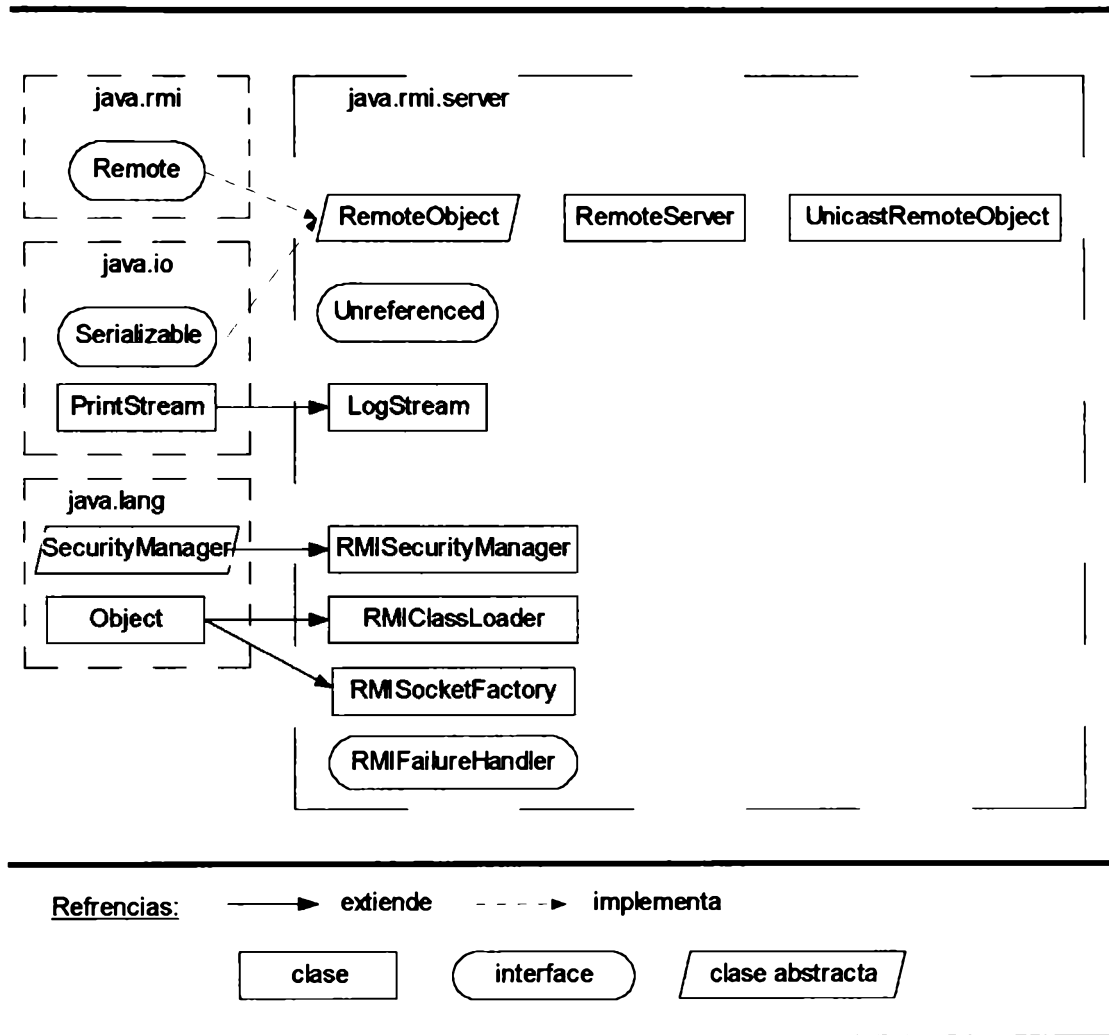 java.rmi
java.rmi.server
Remote
RemoteObject
RemoteServer
UnicastRemoteObject
java.io
Unreferenced
Serializable
PrintStream
LogStream
java.lang
SecurityManager
RMISecurityManager
Object
RMIClassLoader
RMISocketFactory
RMIFailureHandler
Refrencias:
extiende
implementa
clase
interface
clase abstracta